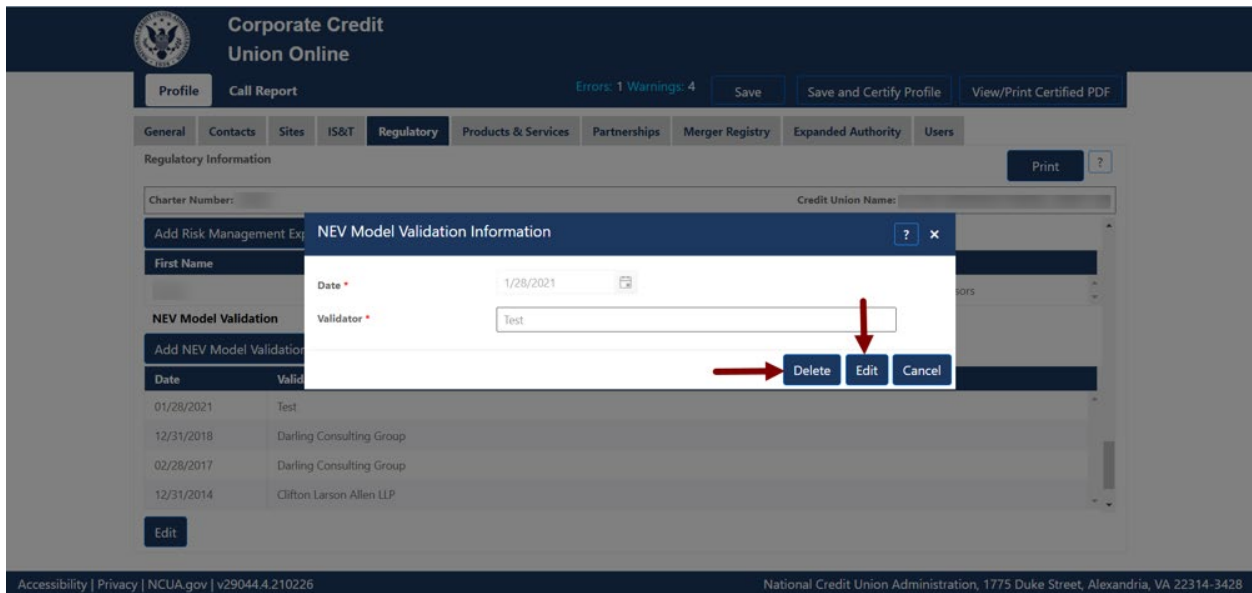 Corporate Credit
Union Online
Profile Call Report Errors: 1 Warnings: 4 Save Save and Certify Profile View/Print Certified PDF
General Contacts Sites IS&T Regulatory Products & Services Partnerships Merger Registry Expanded Authority Users
Regulatory Information Print ?
Charter Number: Credit Union Name:
Add Risk Management Exp
NEV Model Validation Information ? ×
First Name
Date * 1/28/2021
sors
NEV Model Validation
Validator * Test
Add NEV Model Validation
Delete Edit Cancel
Date Valid
01/28/2021 Test
12/31/2018 Darling Consulting Group
02/28/2017 Darling Consulting Group
12/31/2014 Clifton Larson Allen LLP
Edit
Accessibility | Privacy | NCUA.gov | v29044.4.210226 National Credit Union Administration, 1775 Duke Street, Alexandria, VA 22314-3428